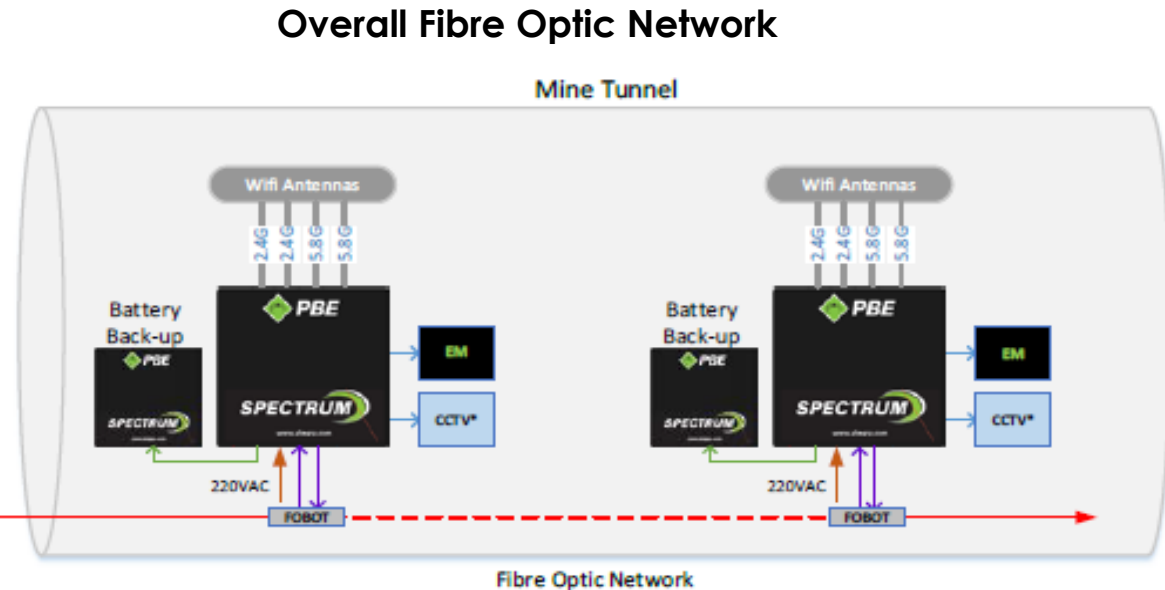 Overall Fibre Optic Network
Mine Tunnel
Wifi Antennas
Wifi Antennas
2.4G
2.4G
5.8G
5.8G
2.4G
2.4G
5.8G
5.8G
Battery
Back-up
PBE
SPECTRUM
PBE
SPECTRUM
EM
CCTV*
Battery
Back-up
PBE
SPECTRUM
PBE
SPECTRUM
EM
CCTV*
220VAC
220VAC
FOBOT
FOBOT
Fibre Optic Network